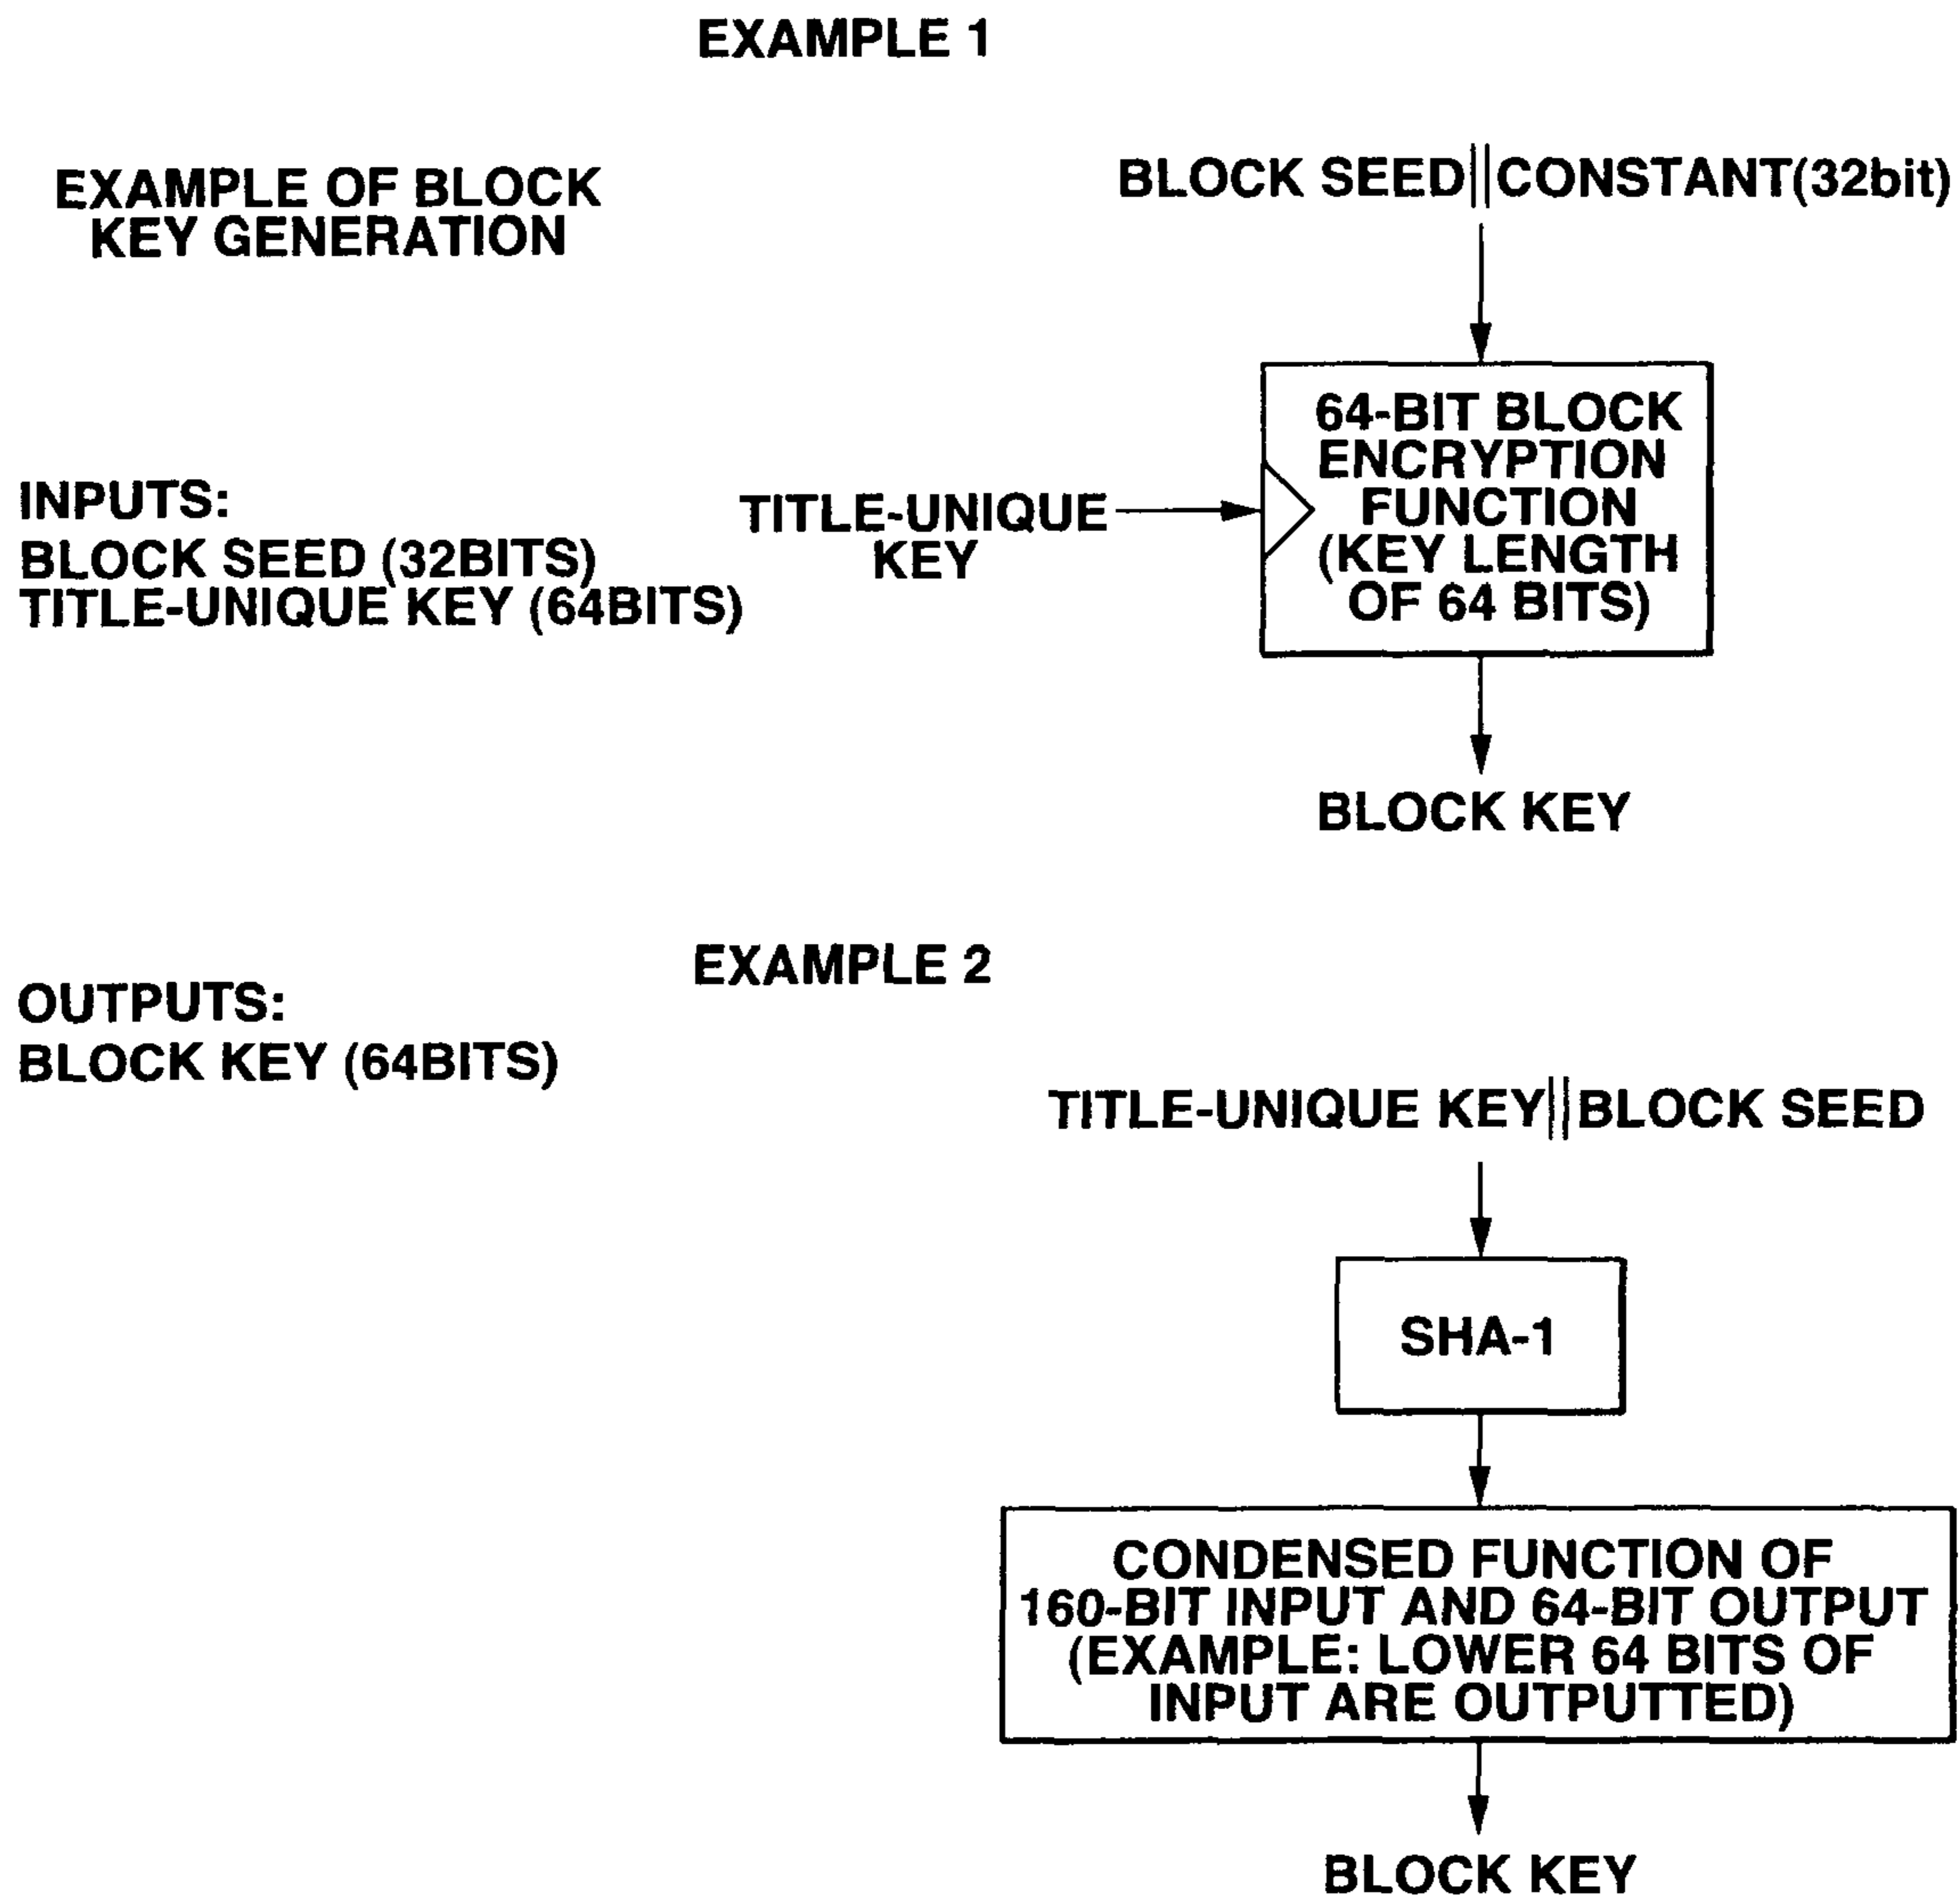 EXAMPLE 1
EXAMPLE OF BLOCK
KEY GENERATION
BLOCK SEED||CONSTANT(32bit)
INPUTS:
BLOCK SEED (32BITS)
TITLE-UNIQUE KEY (64BITS)
TITLE-UNIQUE
KEY
64-BIT BLOCK
ENCRYPTION
FUNCTION
(KEY LENGTH
OF 64 BITS)
BLOCK KEY
EXAMPLE 2
OUTPUTS:
BLOCK KEY (64BITS)
TITLE-UNIQUE KEY||BLOCK SEED
SHA-1
CONDENSED FUNCTION OF
160-BIT INPUT AND 64-BIT OUTPUT
(EXAMPLE: LOWER 64 BITS OF
INPUT ARE OUTPUTTED)
BLOCK KEY